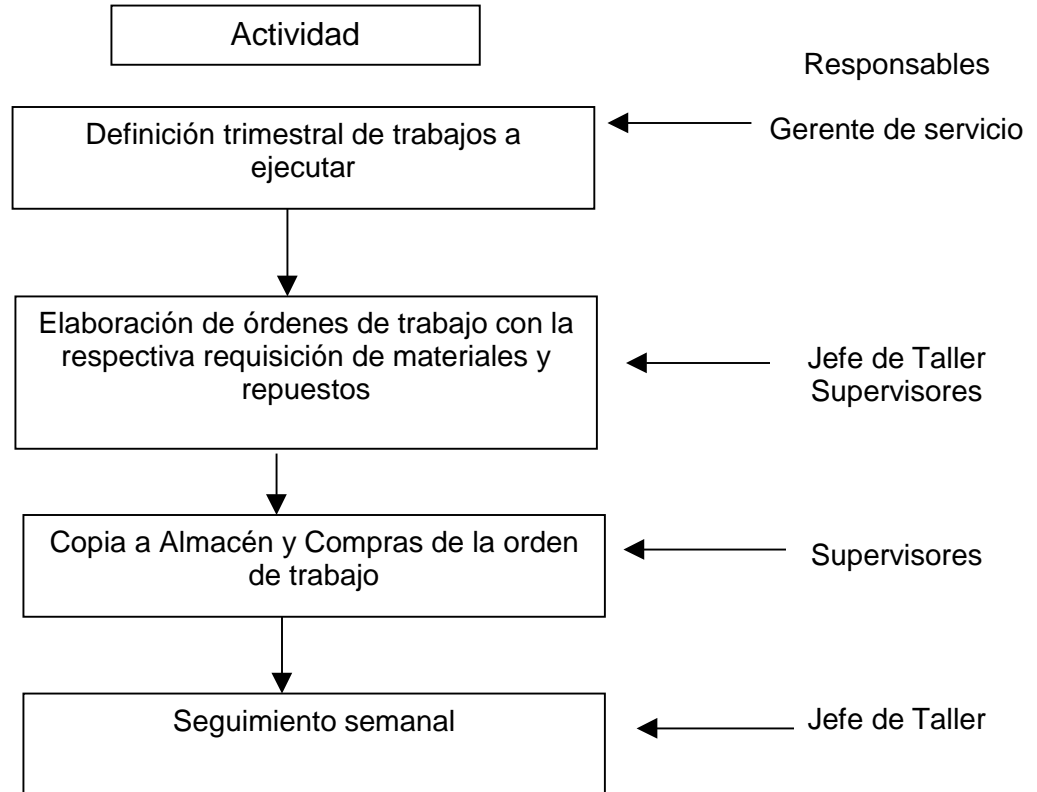 Actividad
Responsables
Definición trimestral de trabajos a
ejecutar
Gerente de servicio
Elaboración de órdenes de trabajo con la
respectiva requisición de materiales y
repuestos
Jefe de Taller
Supervisores
Copia a Almacén y Compras de la orden
de trabajo
Supervisores
Seguimiento semanal
Jefe de Taller